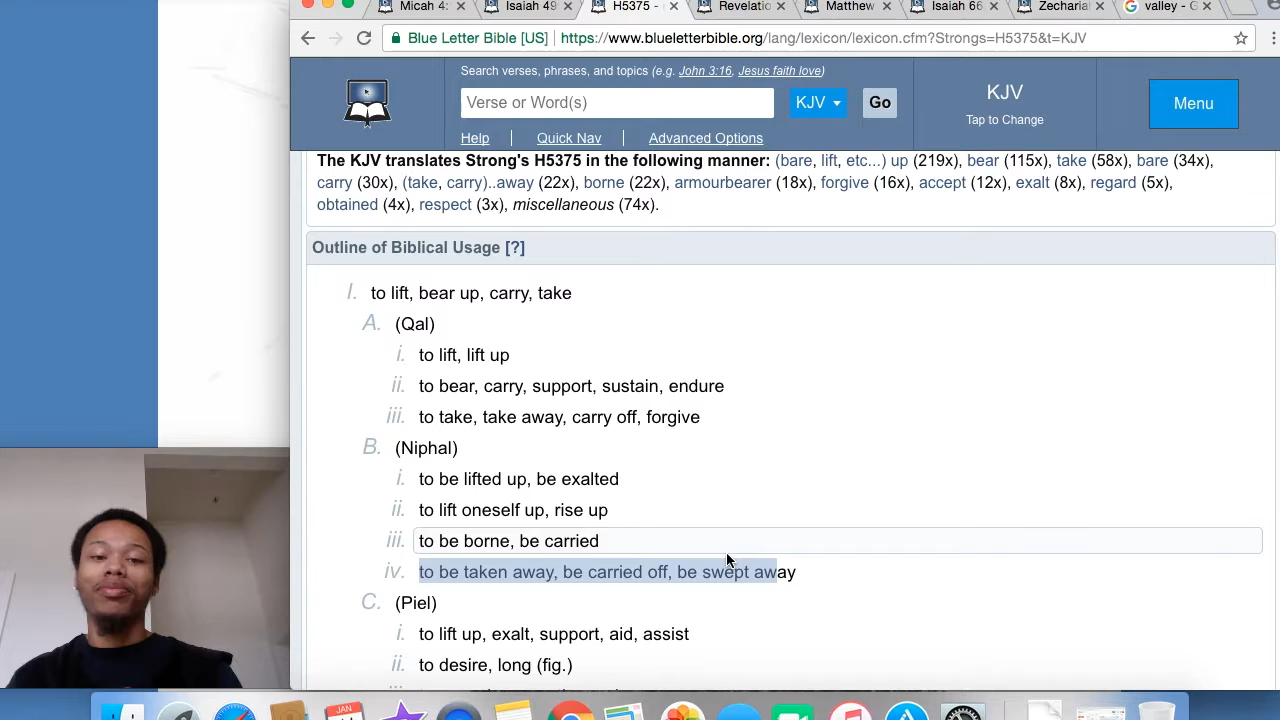 Micah 4:
Isaiah 49
H5375 -
Revelatio
Matthew
Isaiah 66
Zecharia
valley - G
Blue Letter Bible [US] https://www.blueletterbible.org/lang/lexicon/lexicon.cfm?Strongs=H5375&t=KJV
Search verses, phrases, and topics (e.g. John 3:16, Jesus faith love)
Verse or Word(s)
KJV
Go
KJV
Tap to Change
Menu
Help
Quick Nav
Advanced Options
The KJV translates Strong's H5375 in the following manner: (bare, lift, etc...) up (219x), bear (115x), take (58x), bare (34x),
carry (30x), (take, carry)..away (22x), borne (22x), armourbearer (18x), forgive (16x), accept (12x), exalt (8x), regard (5x),
obtained (4x), respect (3x), miscellaneous (74x).
Outline of Biblical Usage [?]
I. to lift, bear up, carry, take
A. (Qal)
i. to lift, lift up
ii. to bear, carry, support, sustain, endure
iii. to take, take away, carry off, forgive
B. (Niphal)
i. to be lifted up, be exalted
ii. to lift oneself up, rise up
iii. to be borne, be carried
iv. to be taken away, be carried off, be swept away
C. (Piel)
i. to lift up, exalt, support, aid, assist
ii. to desire, long (fig.)
JAN